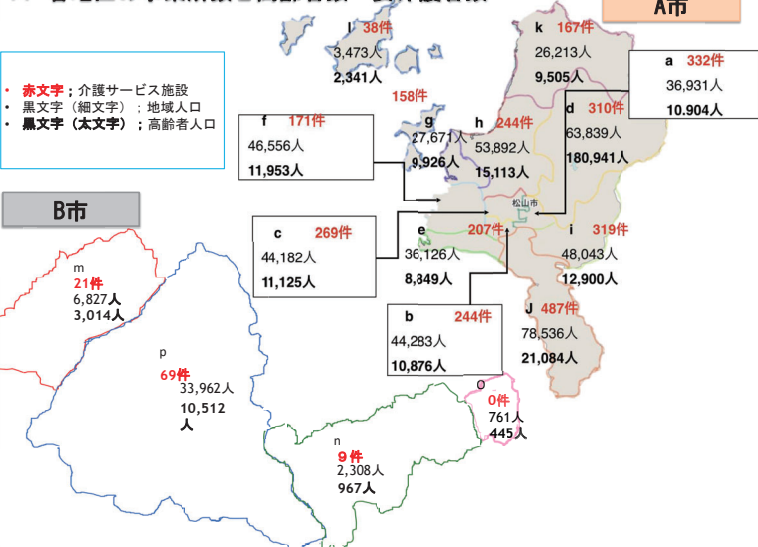 A市
・ 赤文字；介護サービス施設
・ 黒文字（細文字）；地域人口
・ 黒文字（太文字）；高齢者人口
l 38件
3,473人
2,341人
k 167件
26,213人
9,505人
a 332件
36,931人
10.904人
158件
g
27,671人
9,926人
h 244件
53,892人
15,113人
d 310件
63,839人
180,941人
f 171件
46,556人
11,953人
松山市
B市
c 269件
44,182人
11,125人
e 207件
36,126人
8,349人
i 319件
48,043人
12,900人
b 244件
44,283人
10,876人
J 487件
78,536人
21,084人
m
21件
6,827人
3,014人
p
69件
33,962人
10,512
人
O
0件
761人
445人
n
9件
2,308人
967人